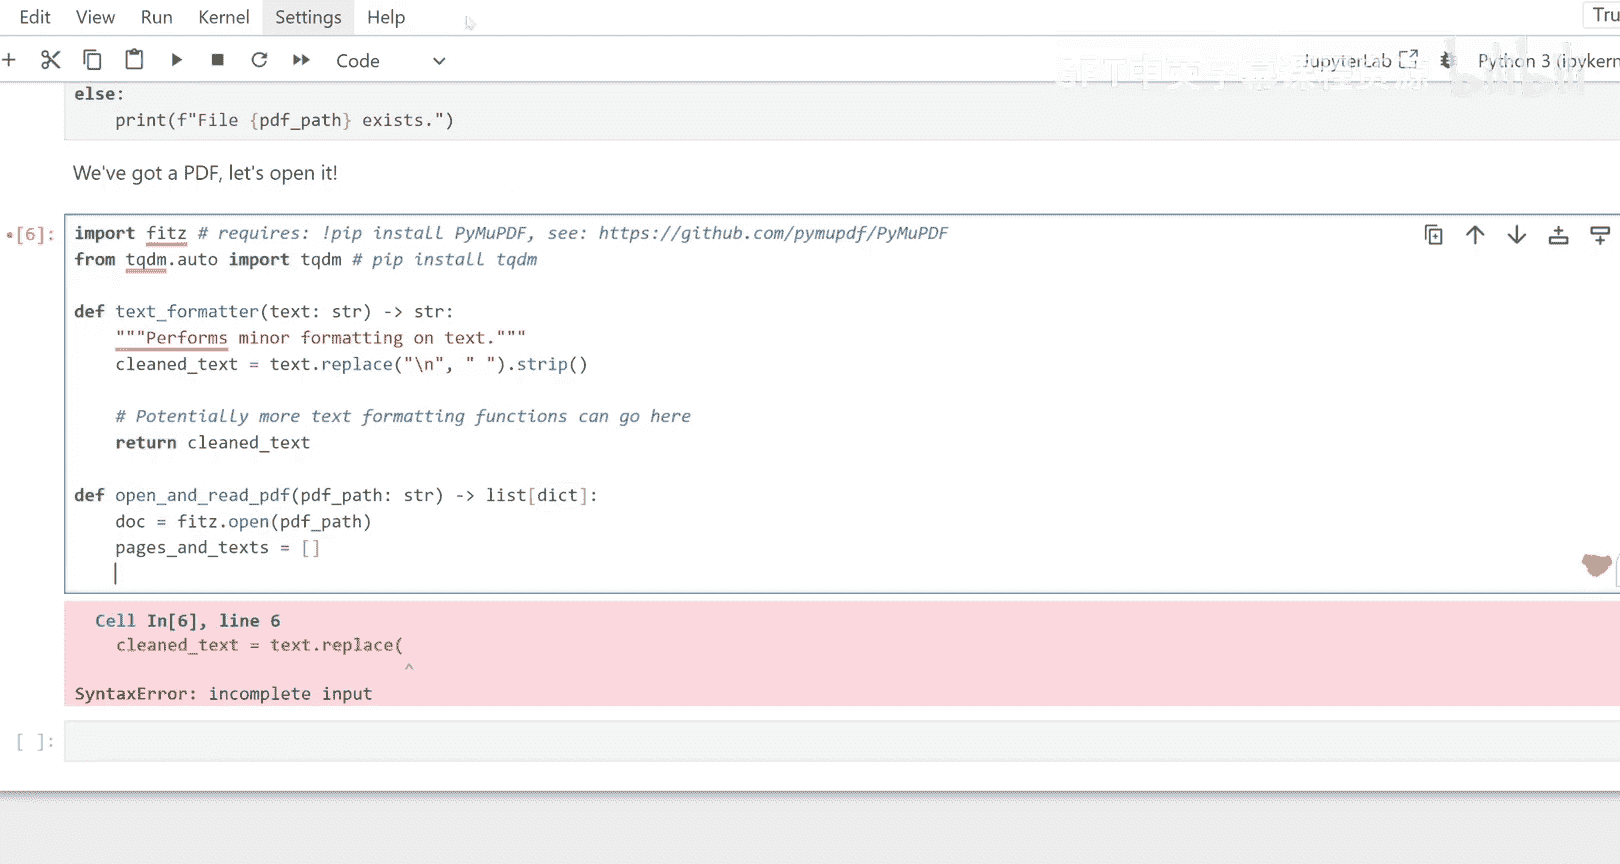 Edit View Run Kernel Settings Help
Tru
Code
JupyterLab
Python 3 (ipykern
else:
print(f"File {pdf_path} exists.")
We've got a PDF, let's open it!
[6]:
import fitz # requires: !pip install PyMuPDF, see: https://github.com/pymupdf/PyMuPDF
from tqdm.auto import tqdm # pip install tqdm
def text_formatter(text: str) -> str:
"""Performs minor formatting on text."""
cleaned_text = text.replace("\n", " ").strip()
# Potentially more text formatting functions can go here
return cleaned_text
def open_and_read_pdf(pdf_path: str) -> list[dict]:
doc = fitz.open(pdf_path)
pages_and_texts = []
Cell In[6], line 6
cleaned_text = text.replace(
^
SyntaxError: incomplete input
[ ]: